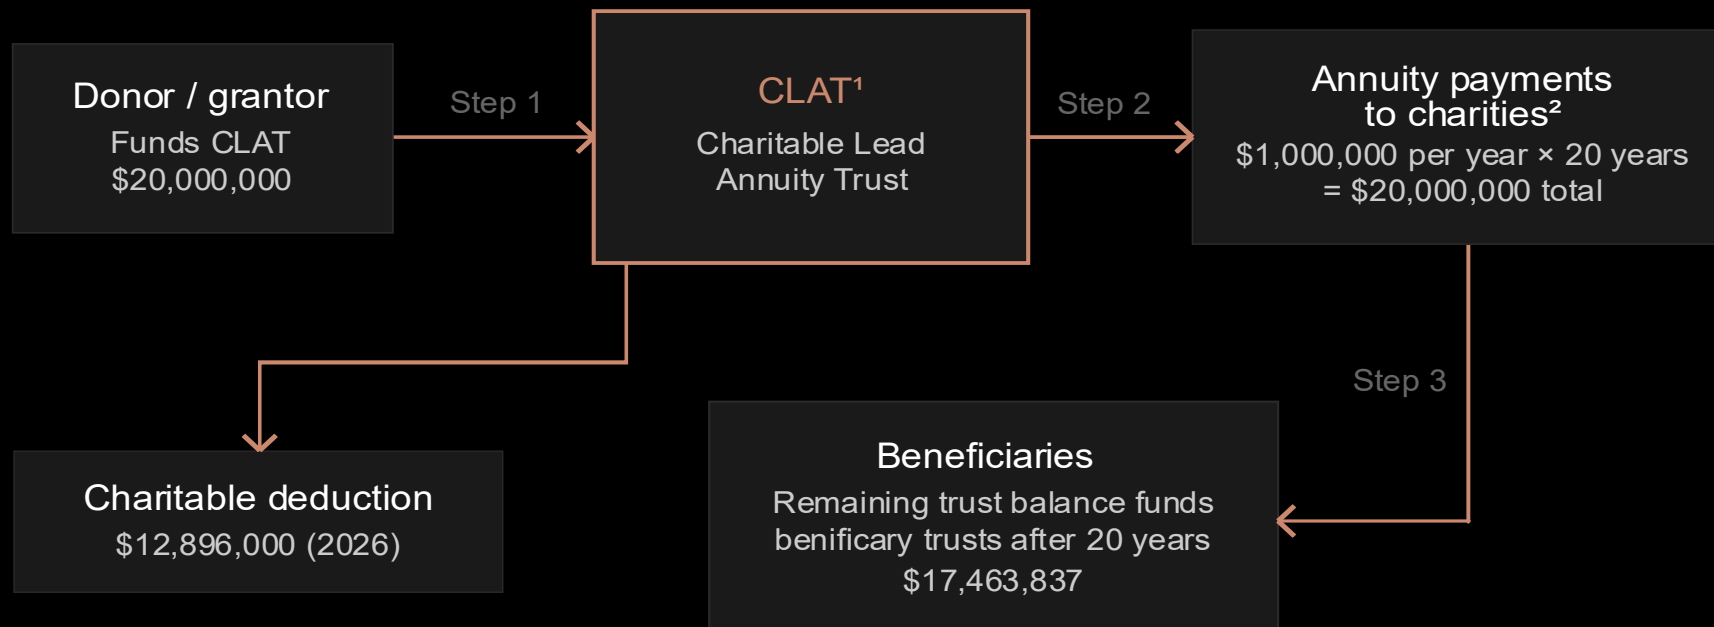 Donor / grantor
Funds CLAT
$20,000,000
Step 1
CLAT¹
Charitable Lead
Annuity Trust
Step 2
Annuity payments
to charities²
$1,000,000 per year × 20 years
= $20,000,000 total
Step 3
Charitable deduction
$12,896,000 (2026)
Beneficiaries
Remaining trust balance funds
benificary trusts after 20 years
$17,463,837